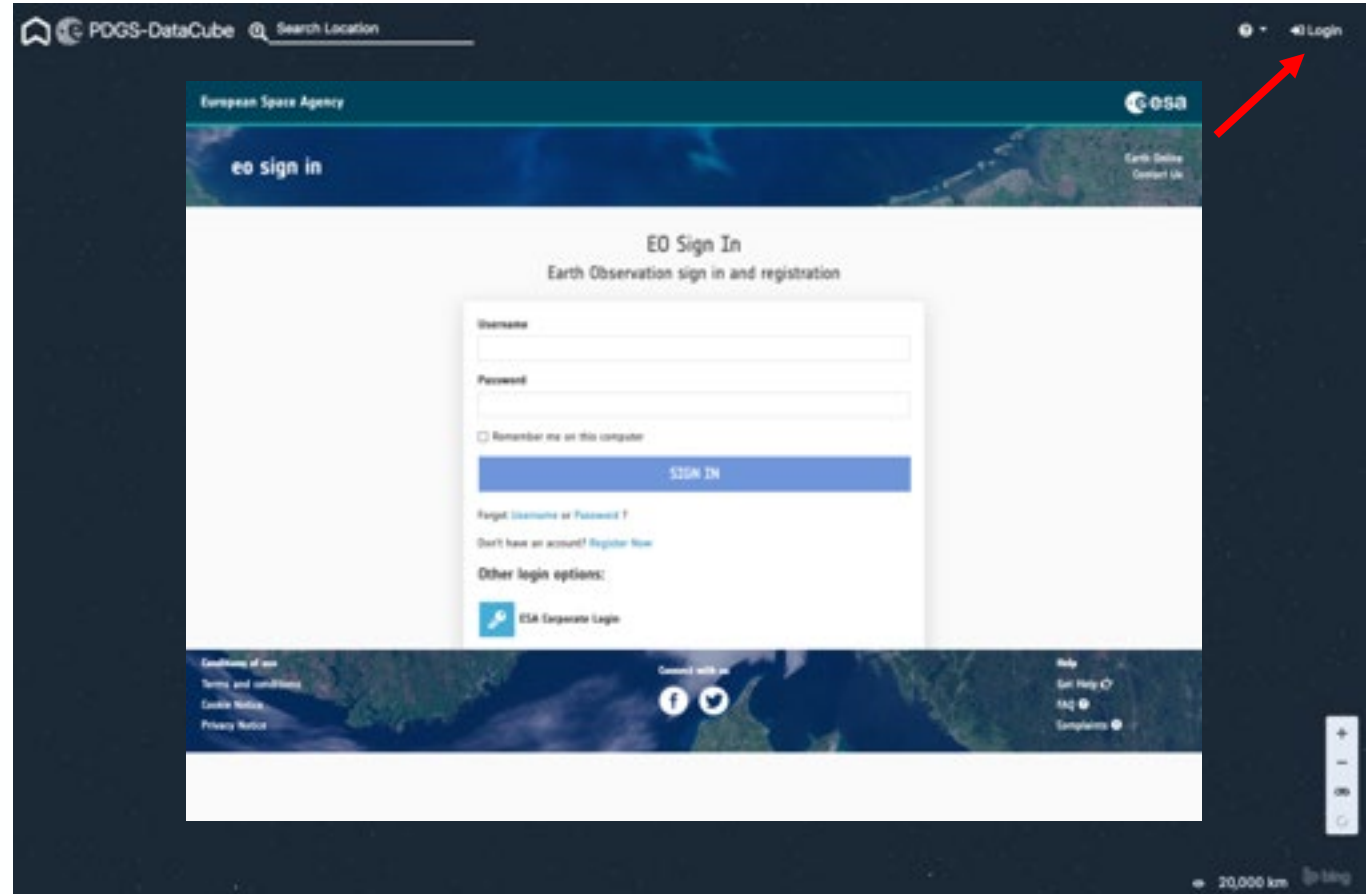 PDGS-DataCube Search Location
Login
European Space Agency
esa
eo sign in
Earth Online
Contact Us
EO Sign In
Earth Observation sign in and registration
Username
Password
Remember me on this computer
SIGN IN
Forgot Username or Password ?
Don't have an account? Register Now
Other login options:
ESA Corporate Login
Conditions of use
Terms and conditions
Cookie Notice
Privacy Notice
Connect with us
Help
Get Help
FAQ
Complaints
20,000 km
bing